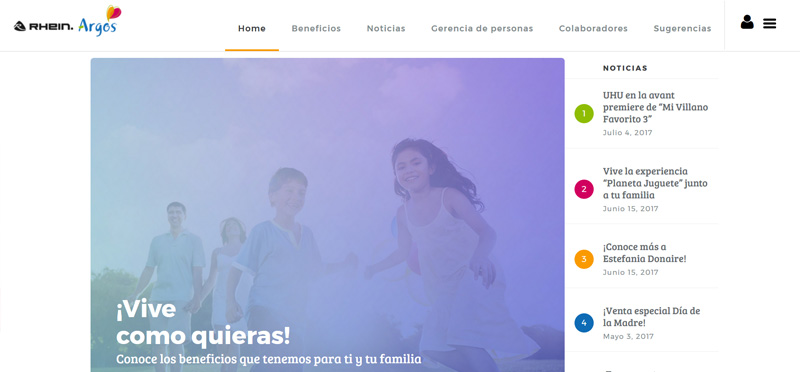 RHEIN. Argos
Home
Beneficios
Noticias
Gerencia de personas
Colaboradores
Sugerencias
¡Vive
como quieras!
Conoce los beneficios que tenemos para ti y tu familia
NOTICIAS
1
UHU en la avant
premiere de “Mi Villano
Favorito 3”
Julio 4, 2017
2
Vive la experiencia
“Planeta Juguete” junto
a tu familia
Junio 15, 2017
3
¡Conoce más a
Estefania Donaire!
Junio 15, 2017
4
¡Venta especial Día de
la Madre!
Mayo 3, 2017